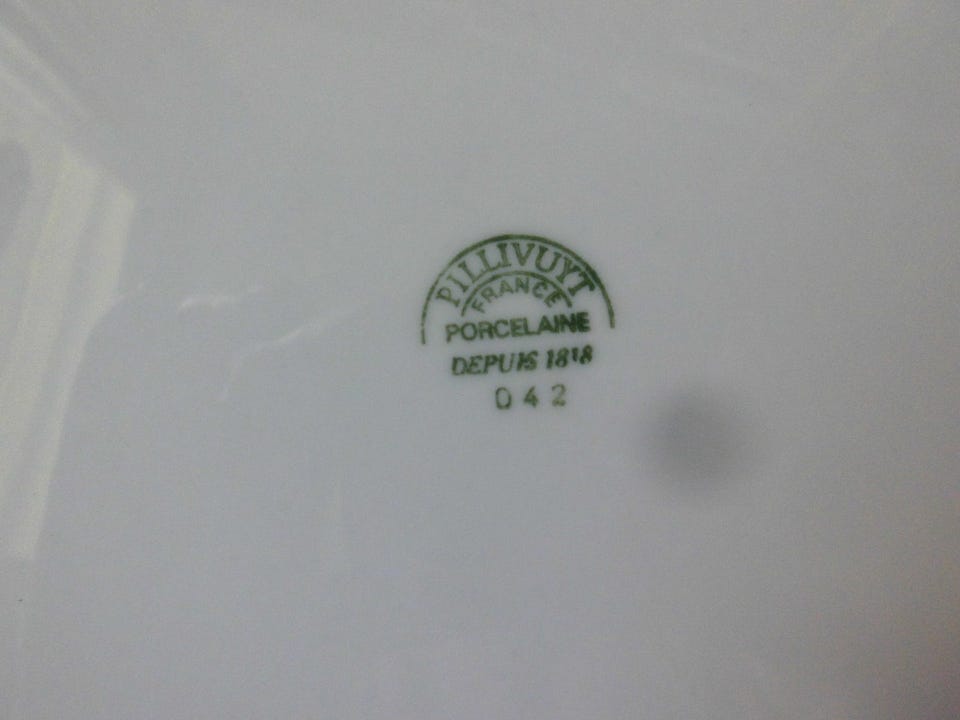 PILLIVUYT
FRANCE
PORCELAINE
DEPUIS 1818
042